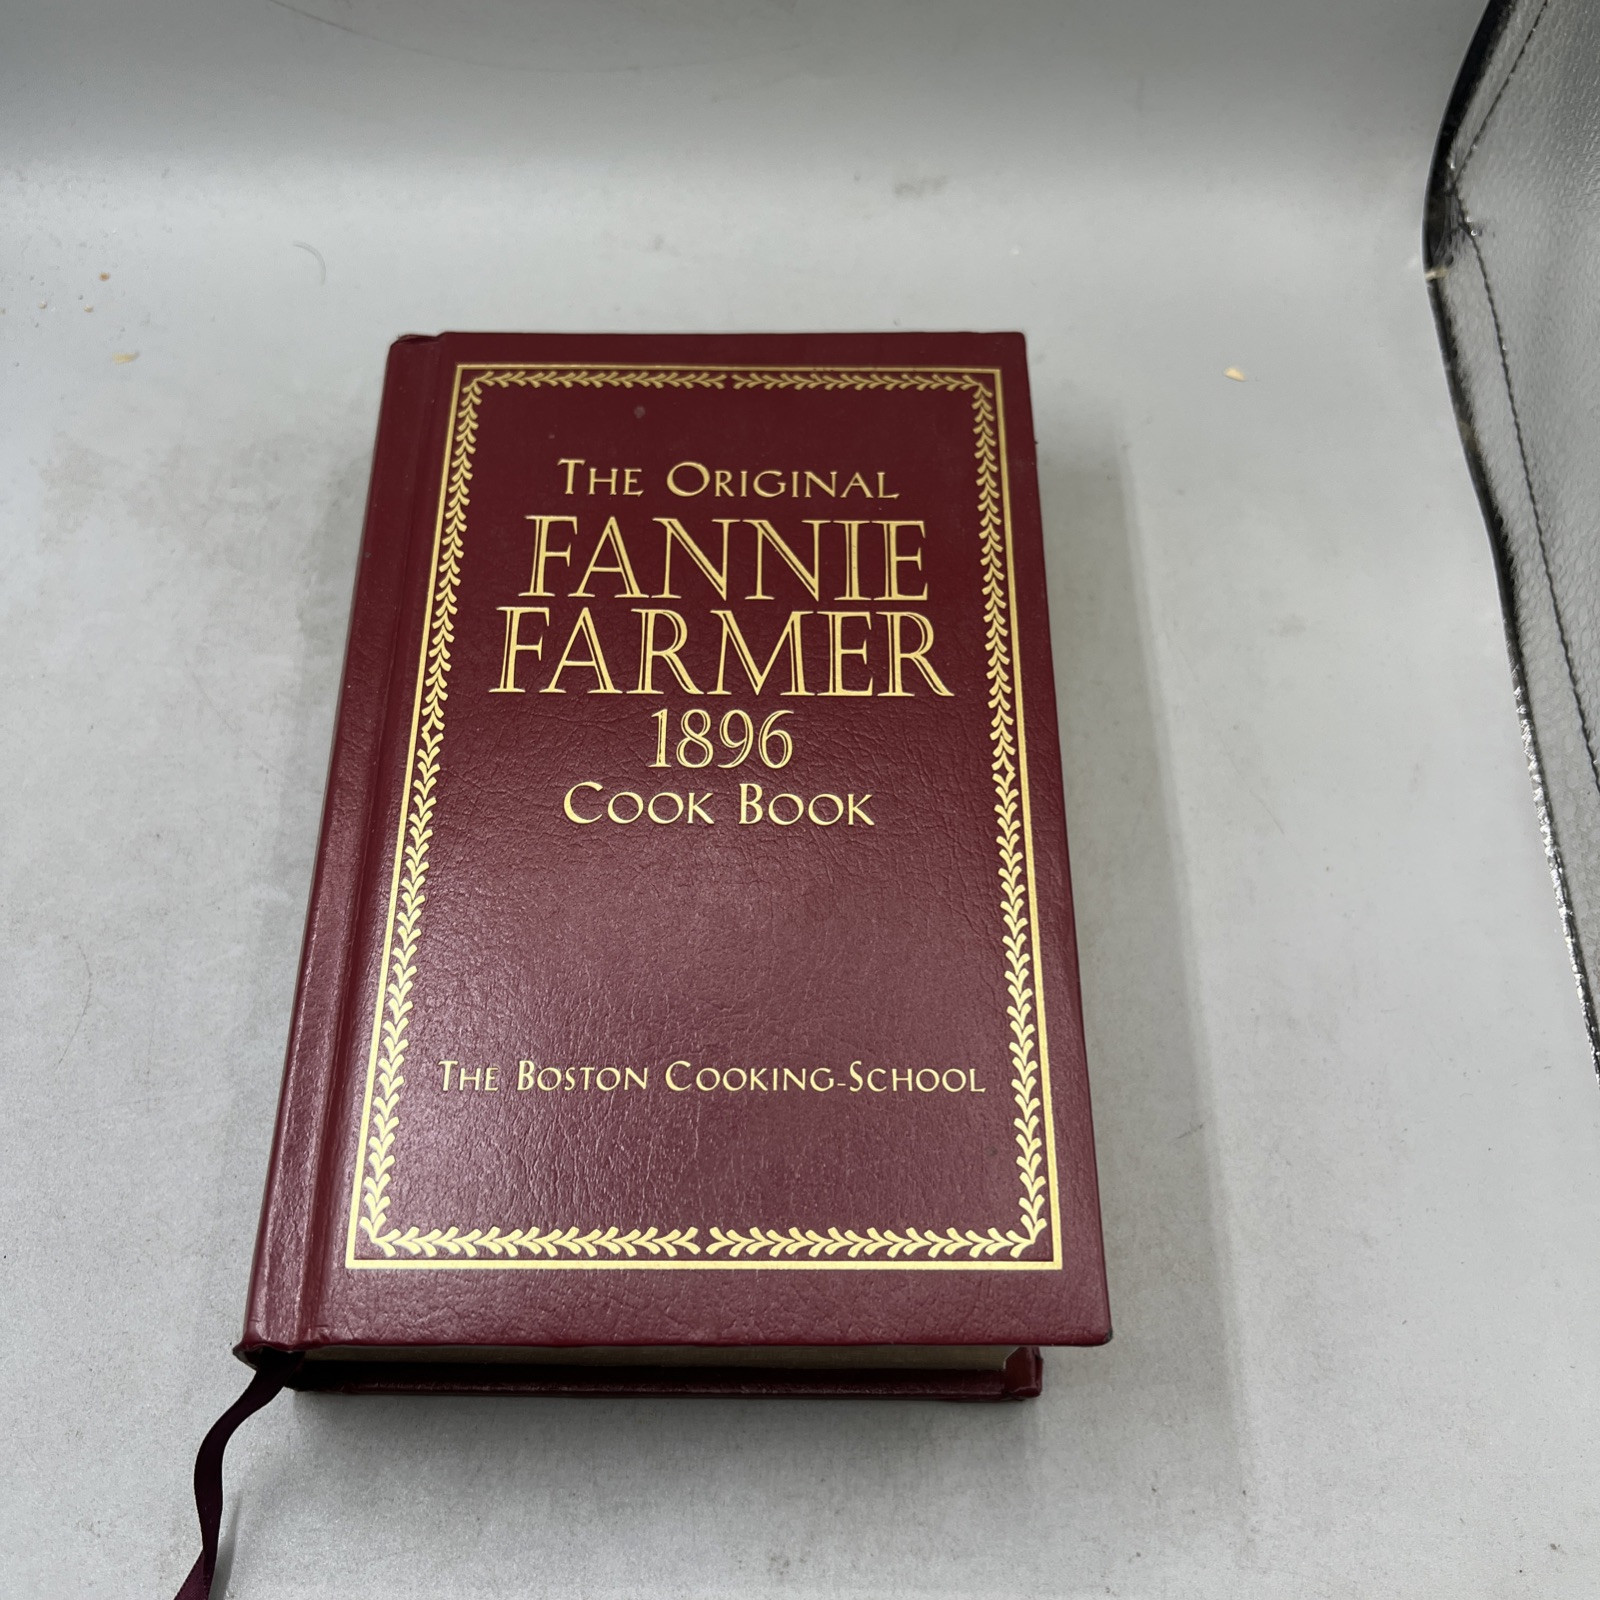 THE ORIGINAL
FANNIE
FARMER
1896
COOK BOOK
THE BOSTON COOKING-SCHOOL